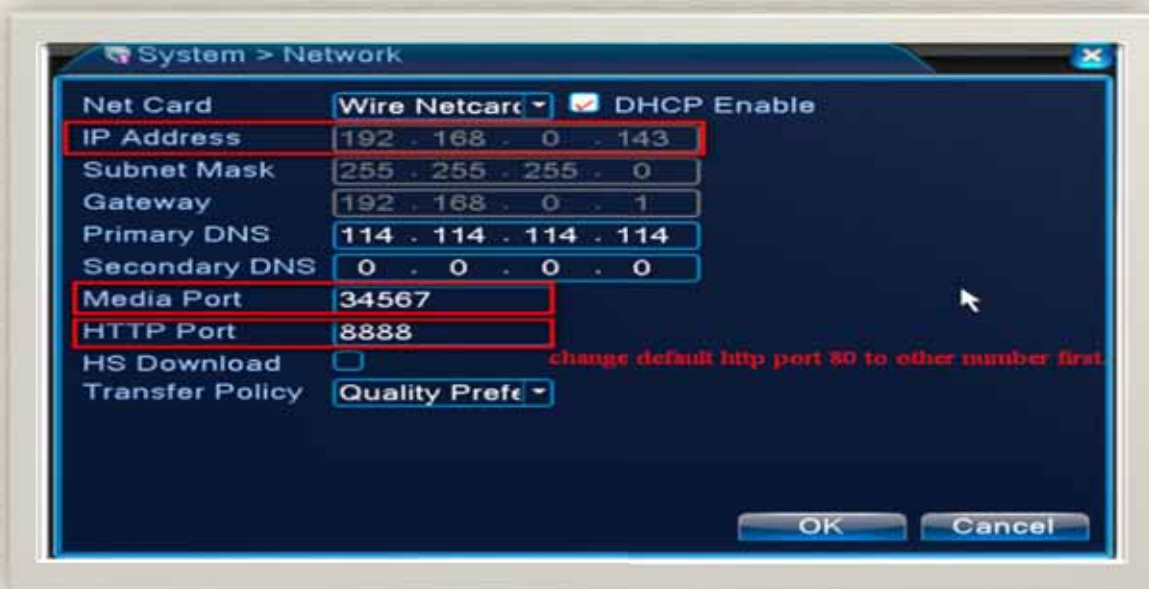 System > Network
Net Card Wire Netcarc DHCP Enable
IP Address 192 . 168 . 0 . 143
Subnet Mask 255 . 255 . 255 . 0
Gateway 192 . 168 . 0 . 1
Primary DNS 114 . 114 . 114 . 114
Secondary DNS 0 . 0 . 0 . 0
Media Port 34567
HTTP Port 8888
HS Download change default http port 80 to other number first.
Transfer Policy Quality Prefe
OK Cancel